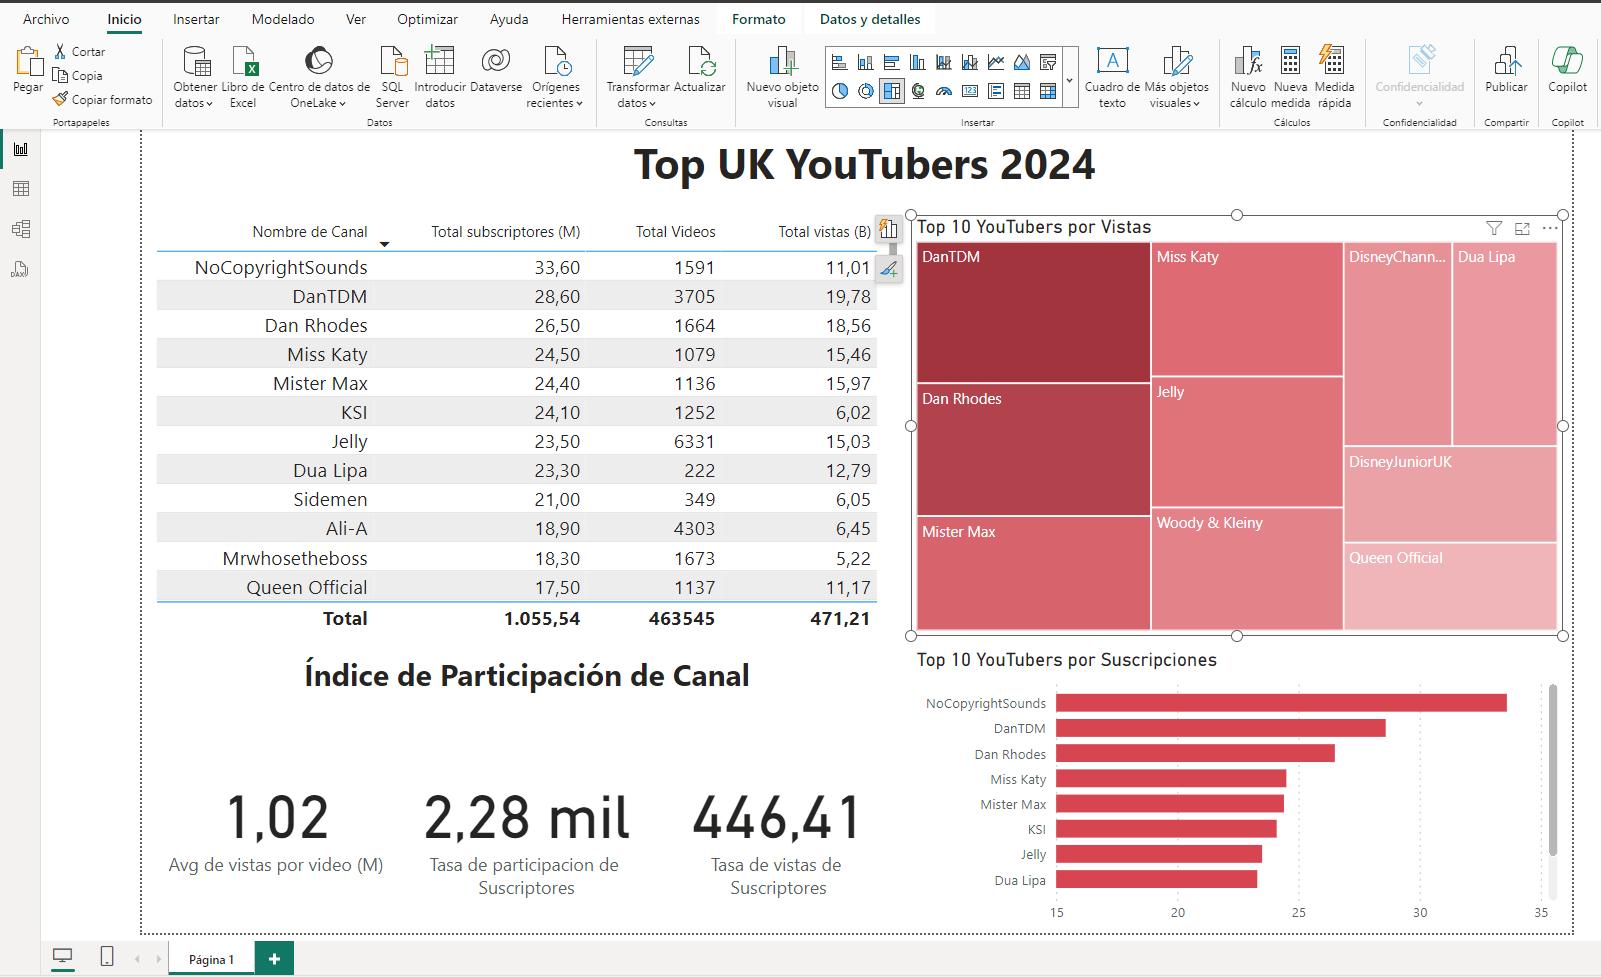 Archivo Inicio Insertar Modelado Ver Optimizar Ayuda Herramientas externas Formato Datos y detalles
Pegar
Cortar
Copia
Copiar formato
Portapapeles
Obtener datos
Libro de Excel
Centro de datos de OneLake
SQL Server
Introducir datos
Dataverse
Orígenes recientes
Datos
Transformar datos
Actualizar
Consultas
Nuevo objeto visual
Cuadro de texto
Más objetos visuales
Insertar
Nuevo cálculo
Nueva medida
Medida rápida
Cálculos
Confidencialidad
Confidencialidad
Publicar
Compartir
Copilot
Copilot
Top UK YouTubers 2024
Nombre de Canal Total subscriptores (M) Total Videos Total vistas (B)
NoCopyrightSounds 33,60 1591 11,01
DanTDM 28,60 3705 19,78
Dan Rhodes 26,50 1664 18,56
Miss Katy 24,50 1079 15,46
Mister Max 24,40 1136 15,97
KSI 24,10 1252 6,02
Jelly 23,50 6331 15,03
Dua Lipa 23,30 222 12,79
Sidemen 21,00 349 6,05
Ali-A 18,90 4303 6,45
Mrwhosetheboss 18,30 1673 5,22
Queen Official 17,50 1137 11,17
Total 1.055,54 463545 471,21
Top 10 YouTubers por Vistas
DanTDM
Dan Rhodes
Mister Max
Miss Katy
Jelly
Woody & Kleiny
DisneyChann...
Dua Lipa
DisneyJuniorUK
Queen Official
Índice de Participación de Canal
1,02
Avg de vistas por video (M)
2,28 mil
Tasa de participacion de
Suscriptores
446,41
Tasa de vistas de
Suscriptores
Top 10 YouTubers por Suscripciones
NoCopyrightSounds
DanTDM
Dan Rhodes
Miss Katy
Mister Max
KSI
Jelly
Dua Lipa
15 20 25 30 35
Página 1